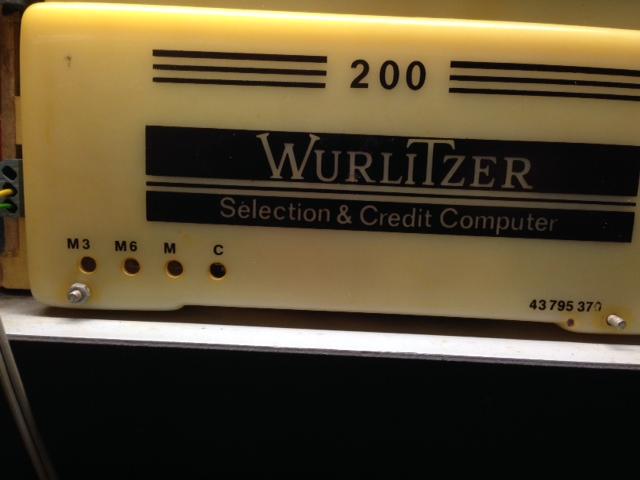 200
WURLITZER
Selection & Credit Computer
M3 M6 M C
43 795 370